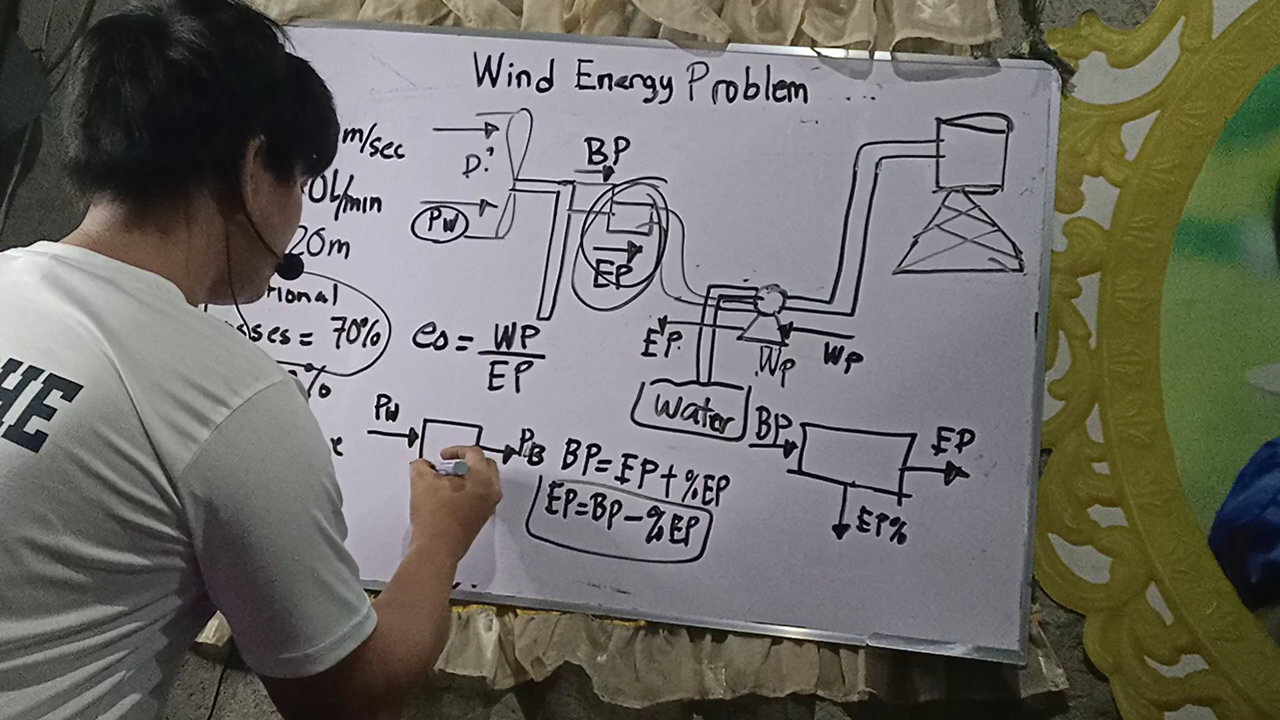 Wind Energy Problem ...
m/sec
0L/min
20m
tional
sses = 70%
%
D?
PW
BP
EP
eo = WP
EP
EP
WP
WP
Water
PW
PB
BP = EP + %EP
EP = BP - %EP
BP
EP
EP%
HE